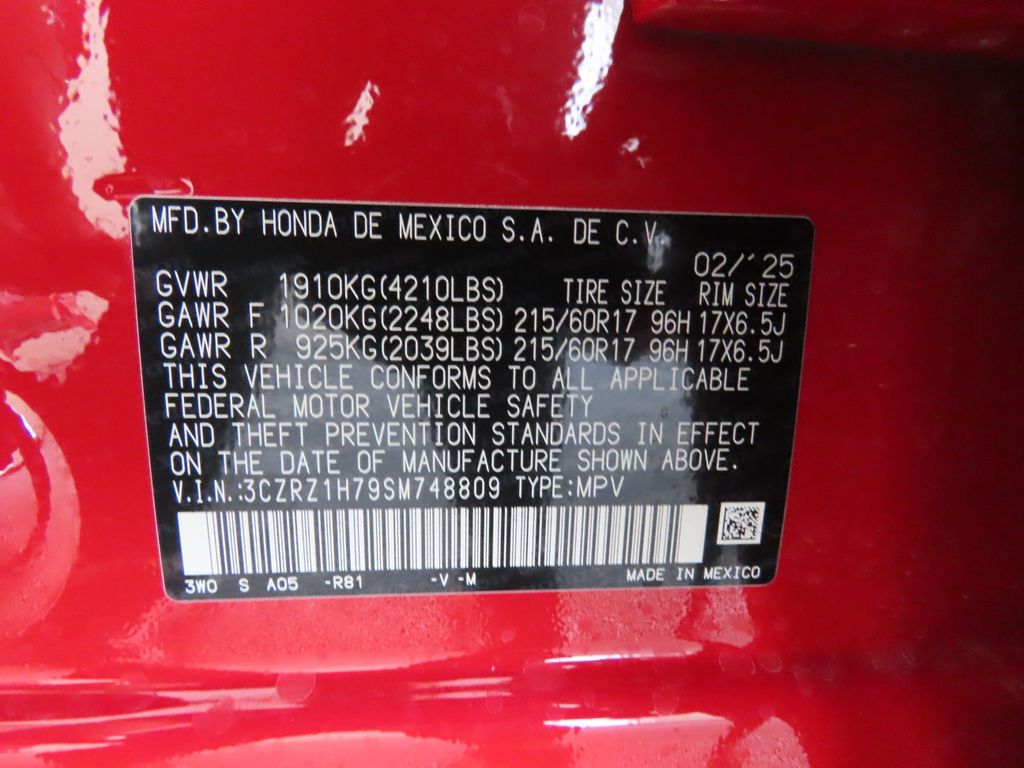 MFD.BY HONDA DE MEXICO S.A. DE C.V.
02/'25
GVWR 1910KG(4210LBS) TIRE SIZE RIM SIZE
GAWR F 1020KG(2248LBS) 215/60R17 96H 17X6.5J
GAWR R 925KG(2039LBS) 215/60R17 96H 17X6.5J
THIS VEHICLE CONFORMS TO ALL APPLICABLE
FEDERAL MOTOR VEHICLE SAFETY
AND THEFT PREVENTION STANDARDS IN EFFECT
ON THE DATE OF MANUFACTURE SHOWN ABOVE.
V.I.N.:3CZRZ1H79SM748809 TYPE:MPV
3W0 S A05 -R81 -V -M MADE IN MEXICO